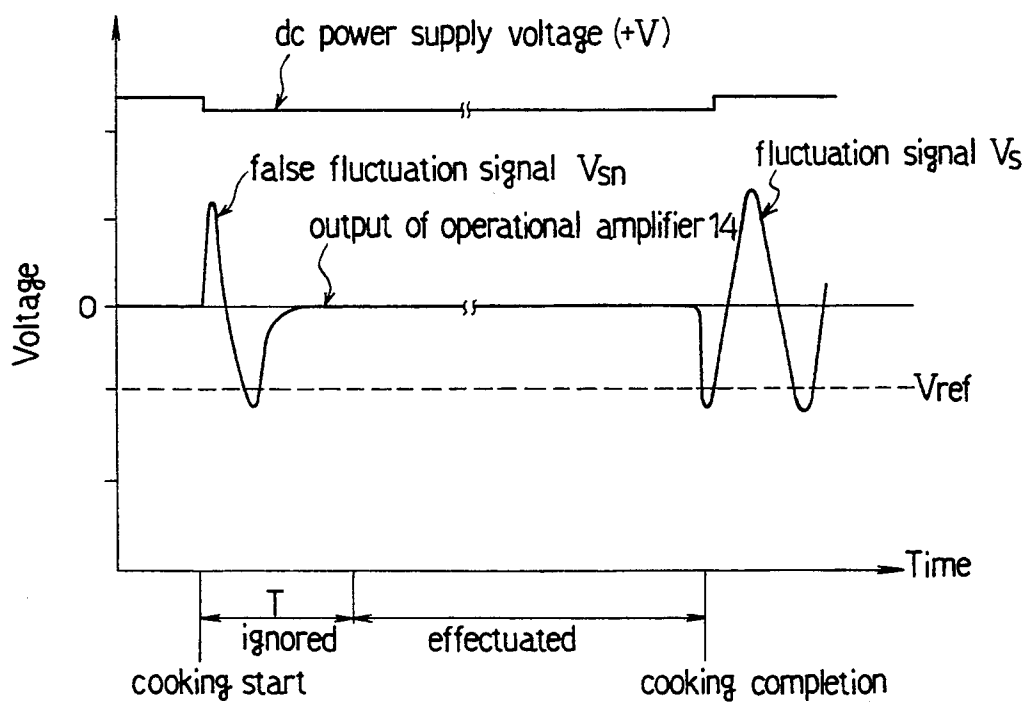 dc power supply voltage (+V)
false fluctuation signal Vsn
fluctuation signal Vs
output of operational amplifier 14
Voltage
0
Vref
Time
T
ignored
effectuated
cooking start
cooking completion